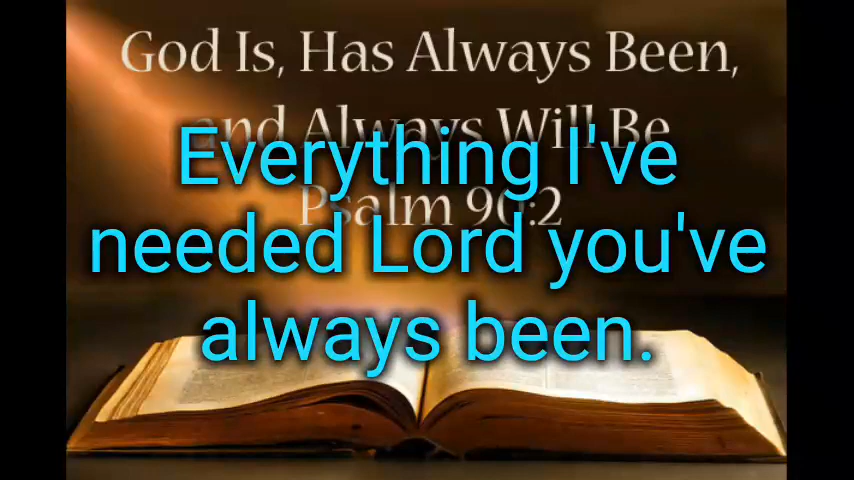 God Is, Has Always Been,
and Always Will Be
Psalm 90:2
Everything I've
needed Lord you've
always been.